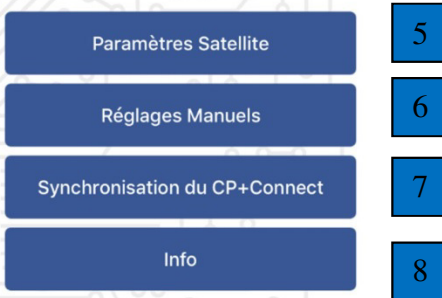 Paramètres Satellite 5
Réglages Manuels 6
Synchronisation du CP+Connect 7
Info 8